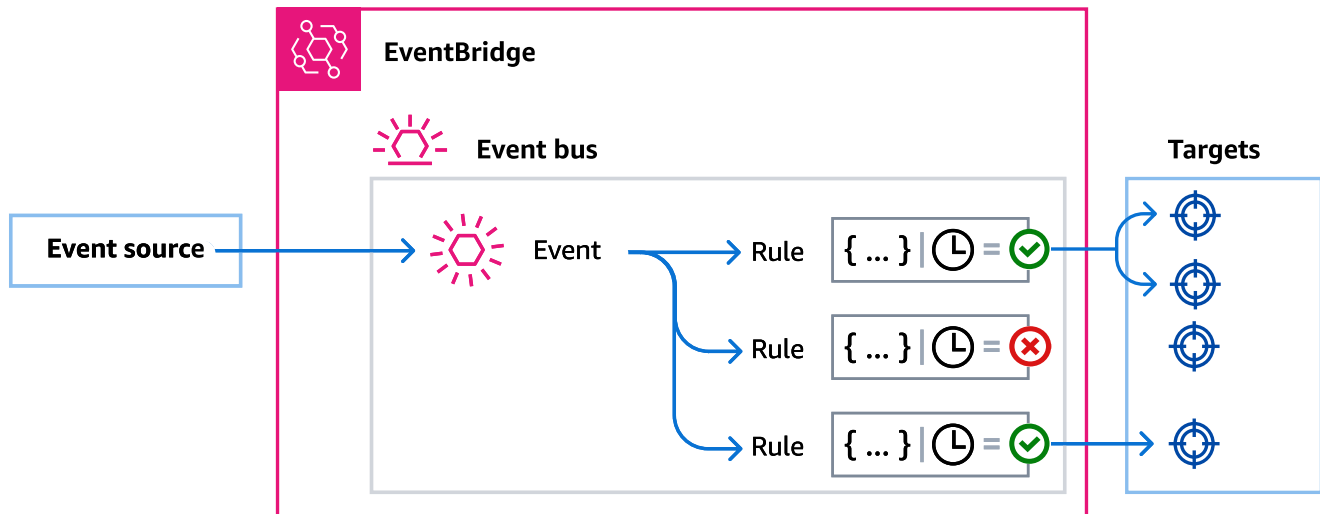 EventBridge
Event bus
Targets
Event source
Event
Rule
{ ... } | =
Rule
{ ... } | =
Rule
{ ... } | =